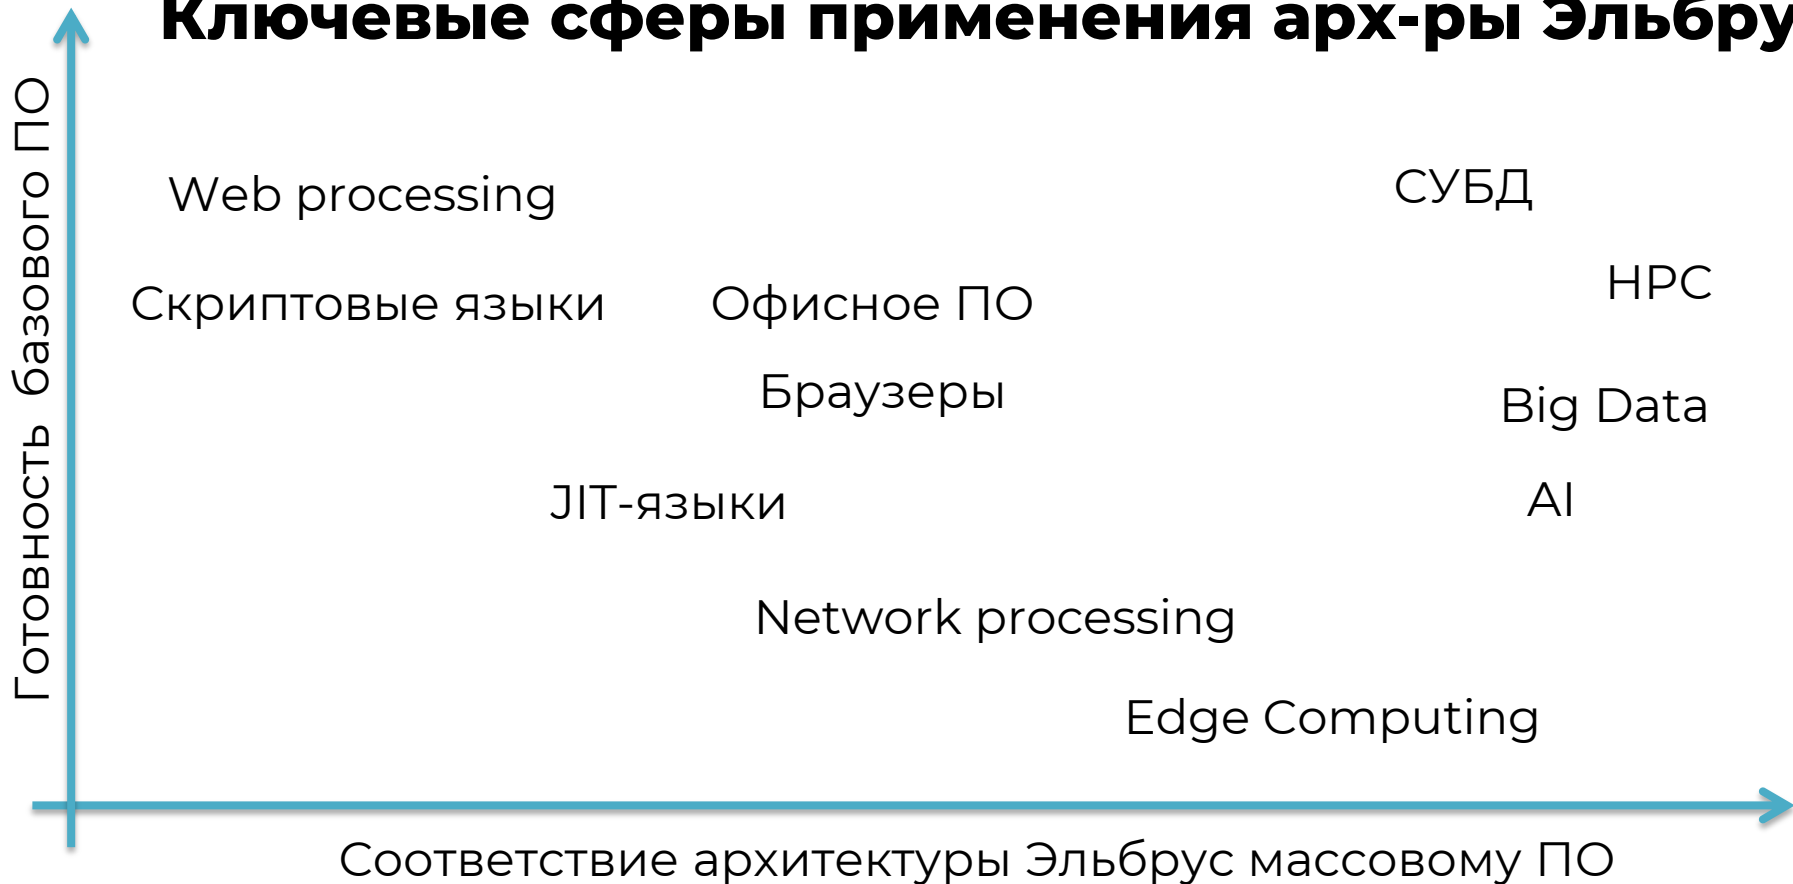 Ключевые сферы применения арх-ры Эльбру
Готовность базового ПО
Web processing
СУБД
HPC
Скриптовые языки
Офисное ПО
Браузеры
Big Data
JIT-языки
AI
Network processing
Edge Computing
Соответствие архитектуры Эльбрус массовому ПО